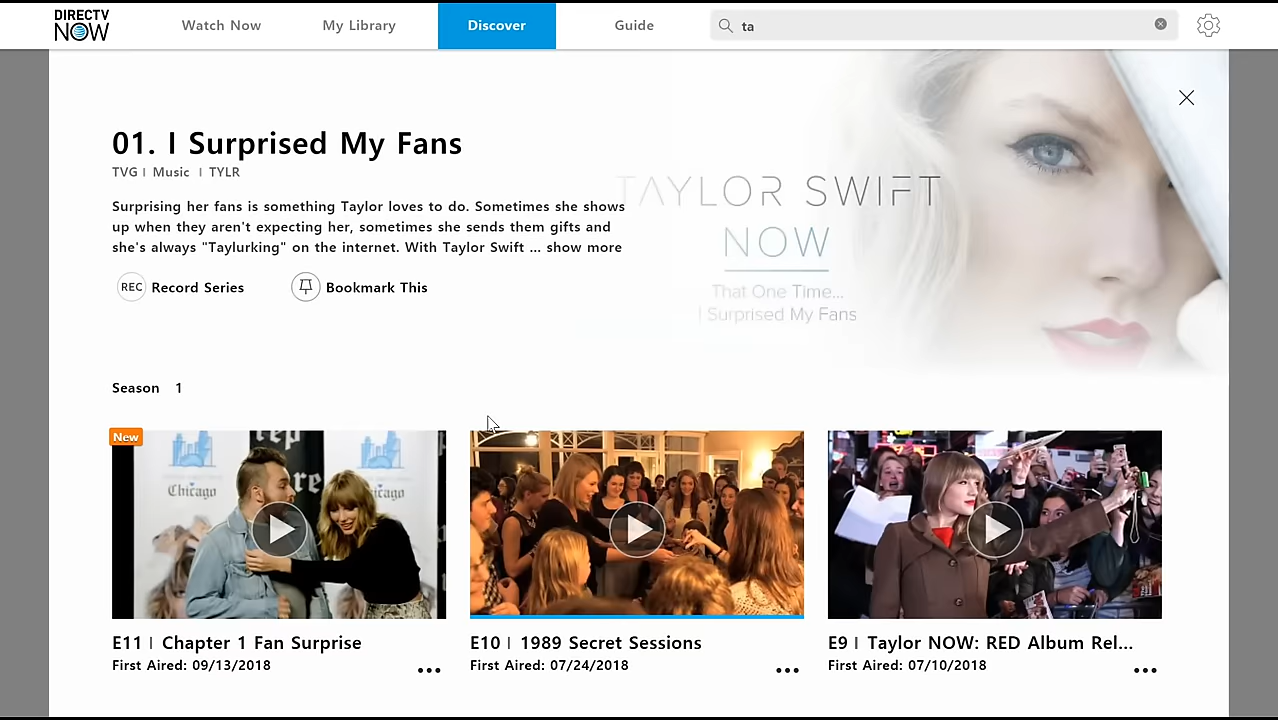 DIRECTV
NOW
Watch Now
My Library
Discover
Guide
ta
01. I Surprised My Fans
TVG | Music | TYLR
Surprising her fans is something Taylor loves to do. Sometimes she shows
up when they aren't expecting her, sometimes she sends them gifts and
she's always "Taylurking" on the internet. With Taylor Swift ... show more
REC Record Series
Bookmark This
TAYLOR SWIFT
NOW
That One Time...
I Surprised My Fans
Season 1
New
Chicago
rep
re
Chicago
E11 | Chapter 1 Fan Surprise
First Aired: 09/13/2018
E10 | 1989 Secret Sessions
First Aired: 07/24/2018
E9 | Taylor NOW: RED Album Rel...
First Aired: 07/10/2018